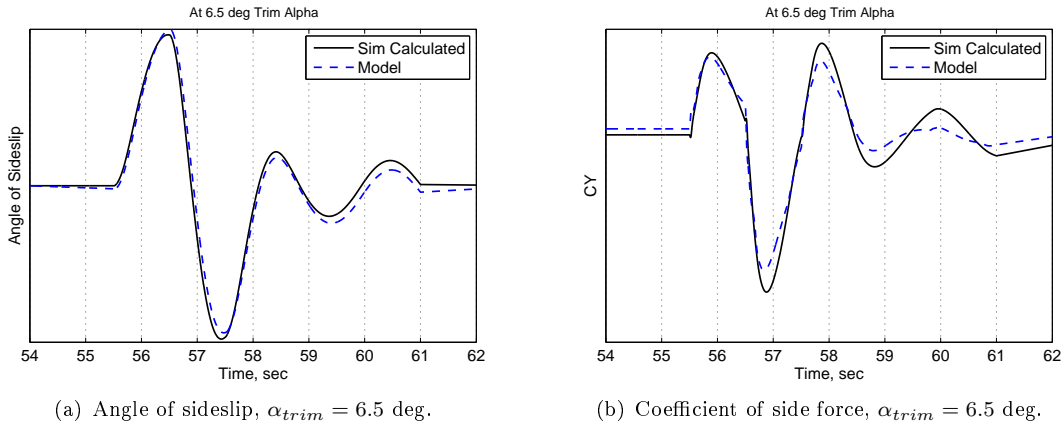 At 6.5 deg Trim Alpha
Sim Calculated
Model
Angle of Sideslip
54 55 56 57 58 59 60 61 62
Time, sec
(a) Angle of sideslip, α_trim = 6.5 deg.
At 6.5 deg Trim Alpha
Sim Calculated
Model
CY
54 55 56 57 58 59 60 61 62
Time, sec
(b) Coefficient of side force, α_trim = 6.5 deg.